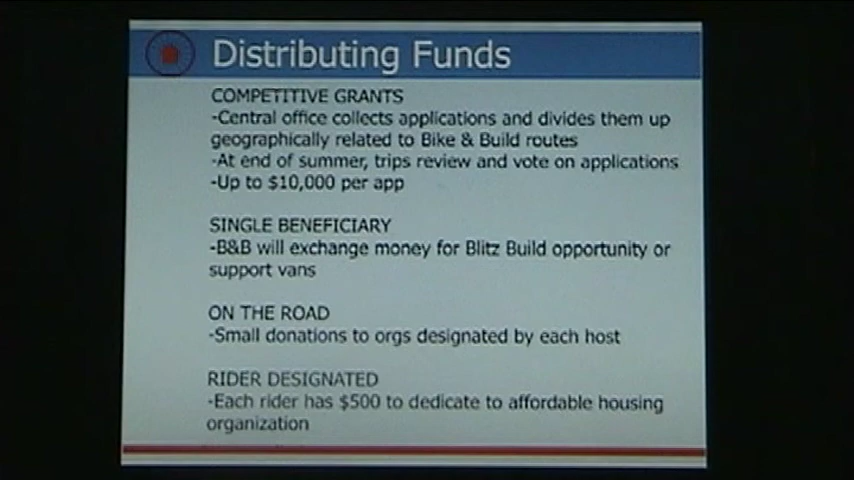 Distributing Funds
COMPETITIVE GRANTS
-Central office collects applications and divides them up
geographically related to Bike & Build routes
-At end of summer, trips review and vote on applications
-Up to $10,000 per app
SINGLE BENEFICIARY
-B&B will exchange money for Blitz Build opportunity or
support vans
ON THE ROAD
-Small donations to orgs designated by each host
RIDER DESIGNATED
-Each rider has $500 to dedicate to affordable housing
organization